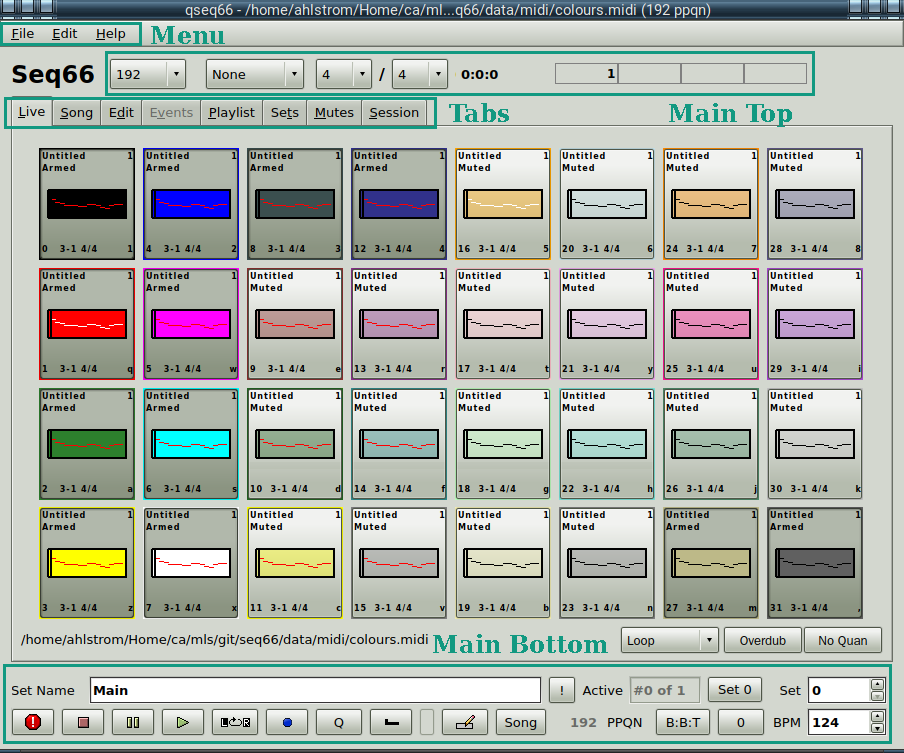 qseq66 - /home/ahlstrom/Home/ca/ml...q66/data/midi/colours.midi (192 ppqn)
File Edit Help Menu
Seq66 192 None 4 / 4 0:0:0 1
Live Song Edit Events Playlist Sets Mutes Session Tabs Main Top
Untitled 1 Untitled 1 Untitled 1 Untitled 1 Untitled 1 Untitled 1 Untitled 1 Untitled 1
Armed Armed Armed Armed Muted Muted Muted Muted
0 3-1 4/4 1 4 3-1 4/4 2 8 3-1 4/4 3 12 3-1 4/4 4 16 3-1 4/4 5 20 3-1 4/4 6 24 3-1 4/4 7 28 3-1 4/4 8
Untitled 1 Untitled 1 Untitled 1 Untitled 1 Untitled 1 Untitled 1 Untitled 1 Untitled 1
Armed Armed Muted Muted Muted Muted Muted Muted
1 3-1 4/4 q 5 3-1 4/4 w 9 3-1 4/4 e 13 3-1 4/4 r 17 3-1 4/4 t 21 3-1 4/4 y 25 3-1 4/4 u 29 3-1 4/4 i
Untitled 1 Untitled 1 Untitled 1 Untitled 1 Untitled 1 Untitled 1 Untitled 1 Untitled 1
Armed Armed Muted Muted Muted Muted Muted Muted
2 3-1 4/4 a 6 3-1 4/4 s 10 3-1 4/4 d 14 3-1 4/4 f 18 3-1 4/4 g 22 3-1 4/4 h 26 3-1 4/4 j 30 3-1 4/4 k
Untitled 1 Untitled 1 Untitled 1 Untitled 1 Untitled 1 Untitled 1 Untitled 1 Untitled 1
Armed Armed Muted Muted Muted Muted Armed Armed
3 3-1 4/4 z 7 3-1 4/4 x 11 3-1 4/4 c 15 3-1 4/4 v 19 3-1 4/4 b 23 3-1 4/4 n 27 3-1 4/4 m 31 3-1 4/4 ,
/home/ahlstrom/Home/ca/mls/git/seq66/data/midi/colours.midi Main Bottom Loop Overdub No Quan
Set Name Main ! Active #0 of 1 Set 0 Set 0
Q Song 192 PPQN B:B:T 0 BPM 124